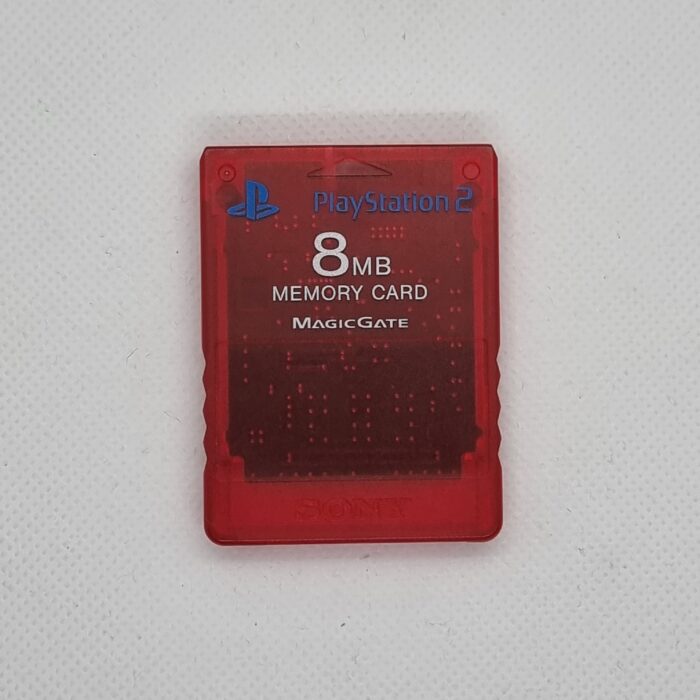 PlayStation 2
8MB
MEMORY CARD
MAGICGATE
SONY